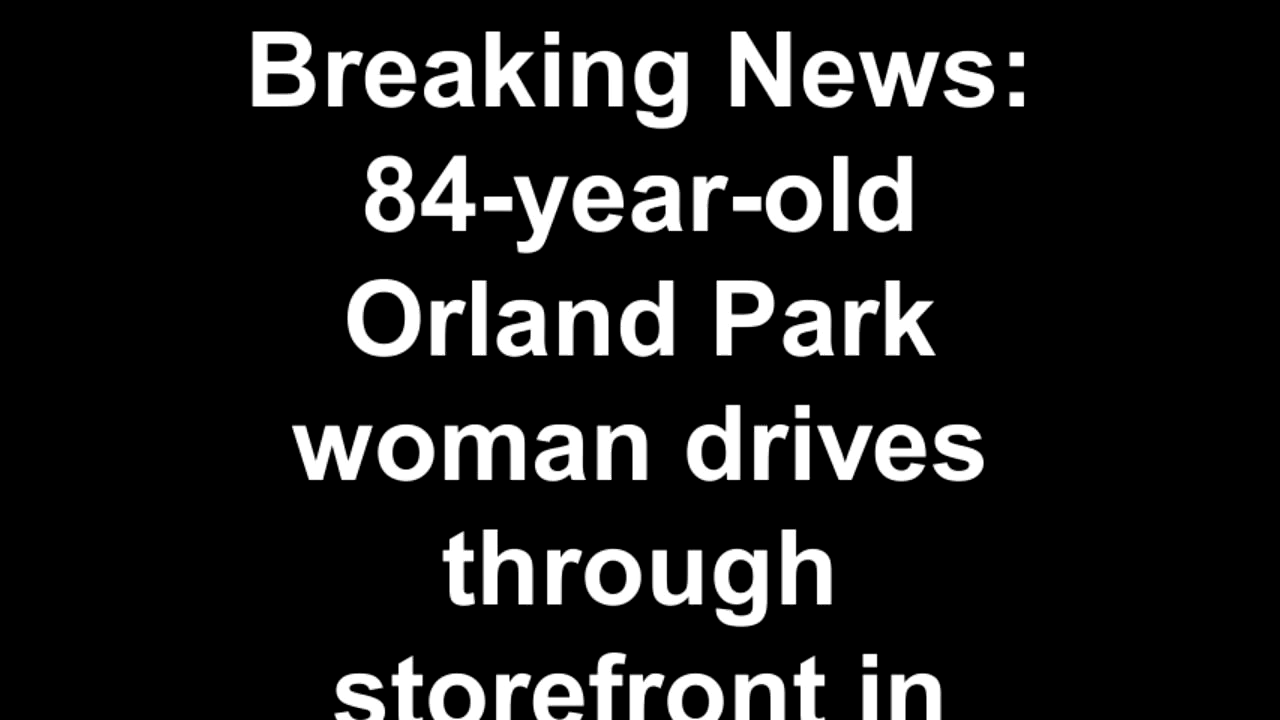 Breaking News:
84-year-old
Orland Park
woman drives
through
storefront in